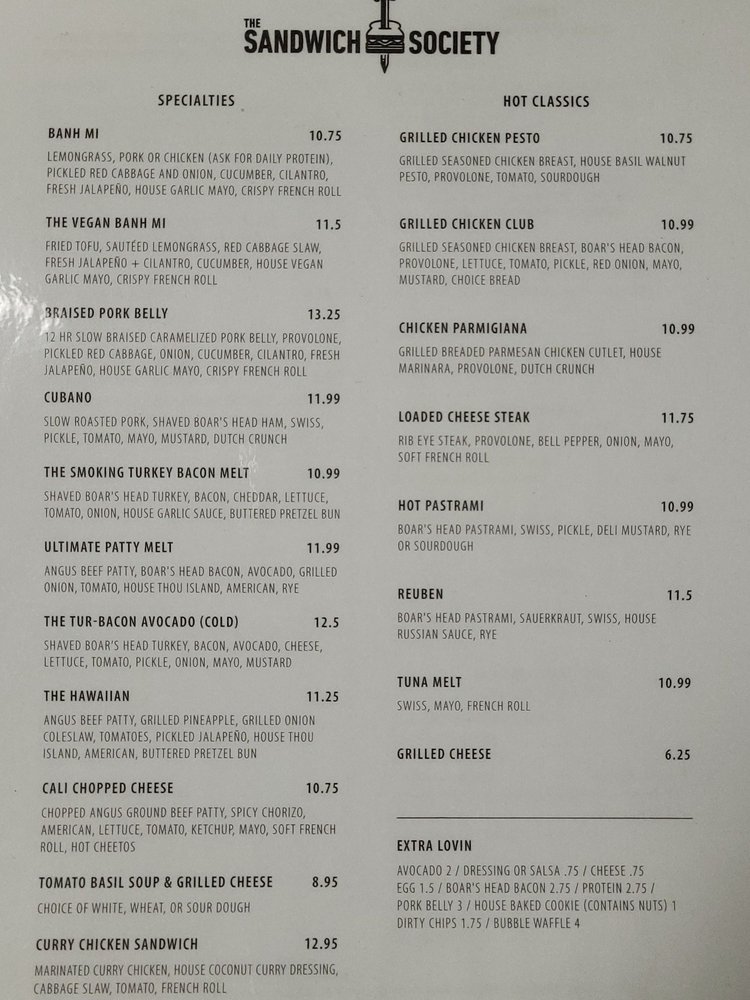 THE
SANDWICH SOCIETY
SPECIALTIES
BANH MI 10.75
LEMONGRASS, PORK OR CHICKEN (ASK FOR DAILY PROTEIN),
PICKLED RED CABBAGE AND ONION, CUCUMBER, CILANTRO,
FRESH JALAPEÑO, HOUSE GARLIC MAYO, CRISPY FRENCH ROLL
THE VEGAN BANH MI 11.5
FRIED TOFU, SAUTÉED LEMONGRASS, RED CABBAGE SLAW,
FRESH JALAPEÑO + CILANTRO, CUCUMBER, HOUSE VEGAN
GARLIC MAYO, CRISPY FRENCH ROLL
BRAISED PORK BELLY 13.25
12 HR SLOW BRAISED CARAMELIZED PORK BELLY, PROVOLONE,
PICKLED RED CABBAGE, ONION, CUCUMBER, CILANTRO, FRESH
JALAPEÑO, HOUSE GARLIC MAYO, CRISPY FRENCH ROLL
CUBANO 11.99
SLOW ROASTED PORK, SHAVED BOAR'S HEAD HAM, SWISS,
PICKLE, TOMATO, MAYO, MUSTARD, DUTCH CRUNCH
THE SMOKING TURKEY BACON MELT 10.99
SHAVED BOAR'S HEAD TURKEY, BACON, CHEDDAR, LETTUCE,
TOMATO, ONION, HOUSE GARLIC SAUCE, BUTTERED PRETZEL BUN
ULTIMATE PATTY MELT 11.99
ANGUS BEEF PATTY, BOAR'S HEAD BACON, AVOCADO, GRILLED
ONION, TOMATO, HOUSE THOU ISLAND, AMERICAN, RYE
THE TUR-BACON AVOCADO (COLD) 12.5
SHAVED BOAR'S HEAD TURKEY, BACON, AVOCADO, CHEESE,
LETTUCE, TOMATO, PICKLE, ONION, MAYO, MUSTARD
THE HAWAIIAN 11.25
ANGUS BEEF PATTY, GRILLED PINEAPPLE, GRILLED ONION
COLESLAW, TOMATOES, PICKLED JALAPEÑO, HOUSE THOU
ISLAND, AMERICAN, BUTTERED PRETZEL BUN
CALI CHOPPED CHEESE 10.75
CHOPPED ANGUS GROUND BEEF PATTY, SPICY CHORIZO,
AMERICAN, LETTUCE, TOMATO, KETCHUP, MAYO, SOFT FRENCH
ROLL, HOT CHEETOS
TOMATO BASIL SOUP & GRILLED CHEESE 8.95
CHOICE OF WHITE, WHEAT, OR SOUR DOUGH
CURRY CHICKEN SANDWICH 12.95
MARINATED CURRY CHICKEN, HOUSE COCONUT CURRY DRESSING,
CABBAGE SLAW, TOMATO, FRENCH ROLL
HOT CLASSICS
GRILLED CHICKEN PESTO 10.75
GRILLED SEASONED CHICKEN BREAST, HOUSE BASIL WALNUT
PESTO, PROVOLONE, TOMATO, SOURDOUGH
GRILLED CHICKEN CLUB 10.99
GRILLED SEASONED CHICKEN BREAST, BOAR'S HEAD BACON,
PROVOLONE, LETTUCE, TOMATO, PICKLE, RED ONION, MAYO,
MUSTARD, CHOICE BREAD
CHICKEN PARMIGIANA 10.99
GRILLED BREADED PARMESAN CHICKEN CUTLET, HOUSE
MARINARA, PROVOLONE, DUTCH CRUNCH
LOADED CHEESE STEAK 11.75
RIB EYE STEAK, PROVOLONE, BELL PEPPER, ONION, MAYO,
SOFT FRENCH ROLL
HOT PASTRAMI 10.99
BOAR'S HEAD PASTRAMI, SWISS, PICKLE, DELI MUSTARD, RYE
OR SOURDOUGH
REUBEN 11.5
BOAR'S HEAD PASTRAMI, SAUERKRAUT, SWISS, HOUSE
RUSSIAN SAUCE, RYE
TUNA MELT 10.99
SWISS, MAYO, FRENCH ROLL
GRILLED CHEESE 6.25
EXTRA LOVIN
AVOCADO 2 / DRESSING OR SALSA .75 / CHEESE .75
EGG 1.5 / BOAR'S HEAD BACON 2.75 / PROTEIN 2.75 /
PORK BELLY 3 / HOUSE BAKED COOKIE (CONTAINS NUTS) 1
DIRTY CHIPS 1.75 / BUBBLE WAFFLE 4